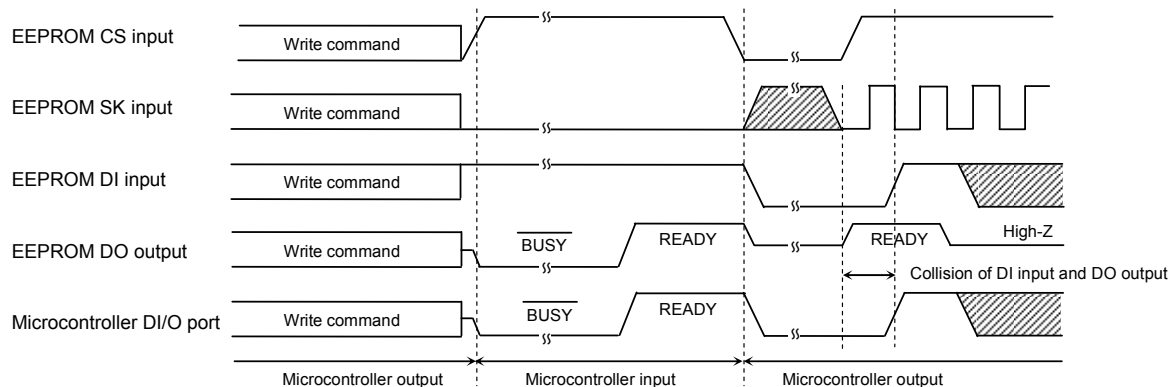 EEPROM CS input
Write command
EEPROM SK input
Write command
EEPROM DI input
Write command
EEPROM DO output
Write command
BUSY
READY
READY
High-Z
Collision of DI input and DO output
Microcontroller DI/O port
Write command
BUSY
READY
Microcontroller output
Microcontroller input
Microcontroller output